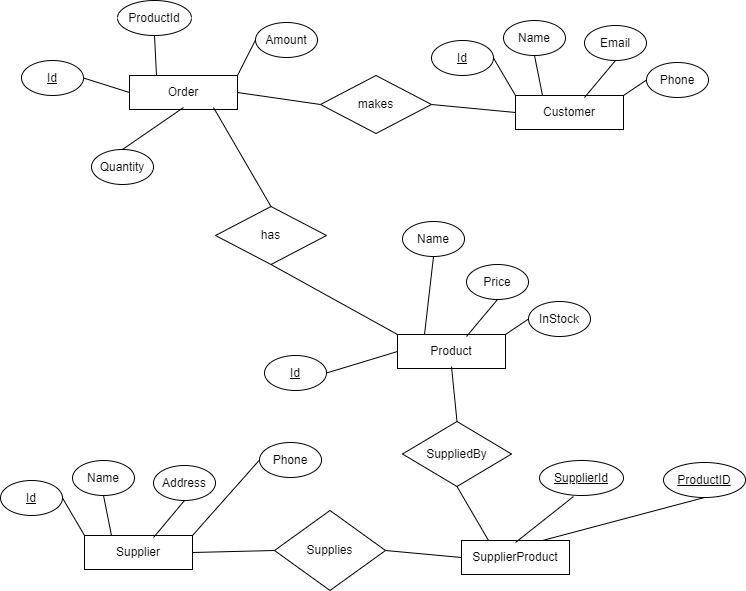 ProductId
Amount
Name
Email
Id
Id
Phone
Order
makes
Customer
Quantity
has
Name
Price
InStock
Product
Id
SuppliedBy
Phone
Name
Address
SupplierId
ProductID
Id
Supplier
Supplies
SupplierProduct